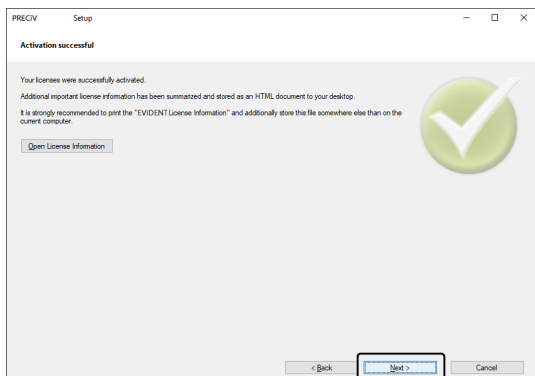 PRECiV Setup
Activation successful
Your licenses were successfully activated.
Additional important license information has been summarized and stored as an HTML document to your desktop.
It is strongly recommended to print the "EVIDENT License Information" and additionally store this file somewhere else than on the
current computer.
Open License Information
< Back Next > Cancel